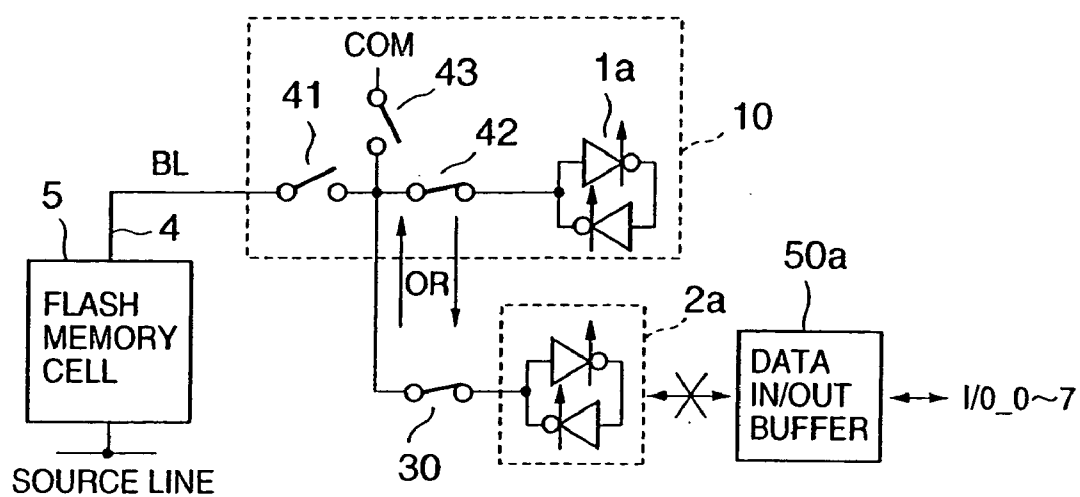 COM
43
1a
41
10
42
BL
5
4
50a
OR
2a
FLASH
MEMORY
CELL
DATA
IN/OUT
BUFFER
I/0_0~7
30
SOURCE LINE